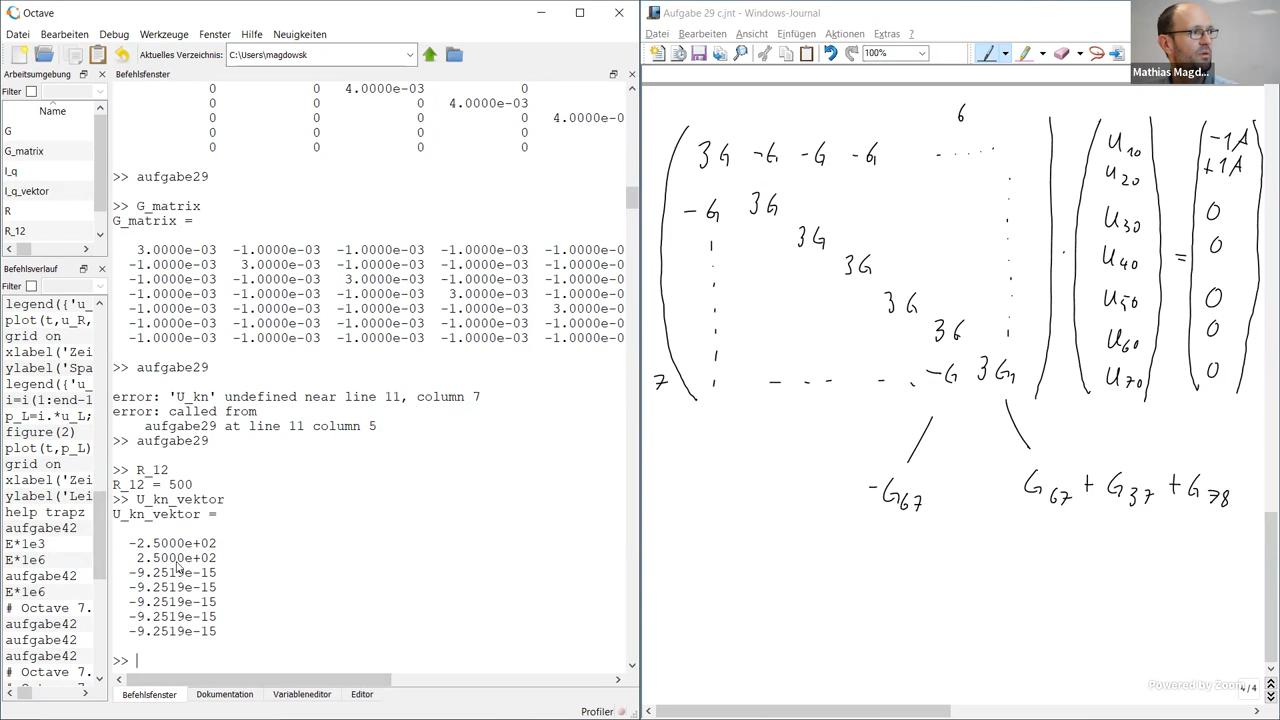 Octave
Datei Bearbeiten Debug Werkzeuge Fenster Hilfe Neuigkeiten
Aktuelles Verzeichnis: C:\Users\magdowsk
Arbeitsumgebung
Filter
Name
G
G_matrix
I_q
I_q_vektor
R
R_12
Befehlsverlauf
Filter
legend({'u_
plot(t,u_R,
grid on
xlabel('Zei
ylabel('Spa
legend({'u_
i=i(1:end-1
p_L=i.*u_L;
figure(2)
plot(t,p_L)
grid on
xlabel('Zei
ylabel('Lei
help trapz
aufgabe42
E*1e3
E*1e6
aufgabe42
E*1e6
# Octave 7.
aufgabe42
aufgabe42
aufgabe42
# Octave 7.
Befehlsfenster
0 0 4.0000e-03 0
0 0 0 4.0000e-03
0 0 0 0 4.0000e-0
0 0 0 0
0 0 0 0
>> aufgabe29
>> G_matrix
G_matrix =
3.0000e-03 -1.0000e-03 -1.0000e-03 -1.0000e-03 -1.0000e-03
-1.0000e-03 3.0000e-03 -1.0000e-03 -1.0000e-03 -1.0000e-03
-1.0000e-03 -1.0000e-03 3.0000e-03 -1.0000e-03 -1.0000e-03
-1.0000e-03 -1.0000e-03 -1.0000e-03 3.0000e-03 -1.0000e-03
-1.0000e-03 -1.0000e-03 -1.0000e-03 -1.0000e-03 3.0000e-03
-1.0000e-03 -1.0000e-03 -1.0000e-03 -1.0000e-03 -1.0000e-03
-1.0000e-03 -1.0000e-03 -1.0000e-03 -1.0000e-03 -1.0000e-03
>> aufgabe29
error: 'U_kn' undefined near line 11, column 7
error: called from
aufgabe29 at line 11 column 5
>> aufgabe29
>> R_12
R_12 = 500
>> U_kn_vektor
U_kn_vektor =
-2.5000e+02
2.5000e+02
-9.2519e-15
-9.2519e-15
-9.2519e-15
-9.2519e-15
-9.2519e-15
>>
Befehlsfenster Dokumentation Variableneditor Editor
Profiler
Aufgabe 29 c.jnt - Windows-Journal
Datei Bearbeiten Ansicht Einfügen Aktionen Extras ?
100%
Mathias Magd...
6
3G -G -G -G ..... U10 -1A
-G 3G U20 +1A
3G U30 0
3G · U40 = 0
3G U50 0
3G U60 0
7 -G 3G U70 0
-G67 G67 + G37 + G78
Powered by Zoom
4/4